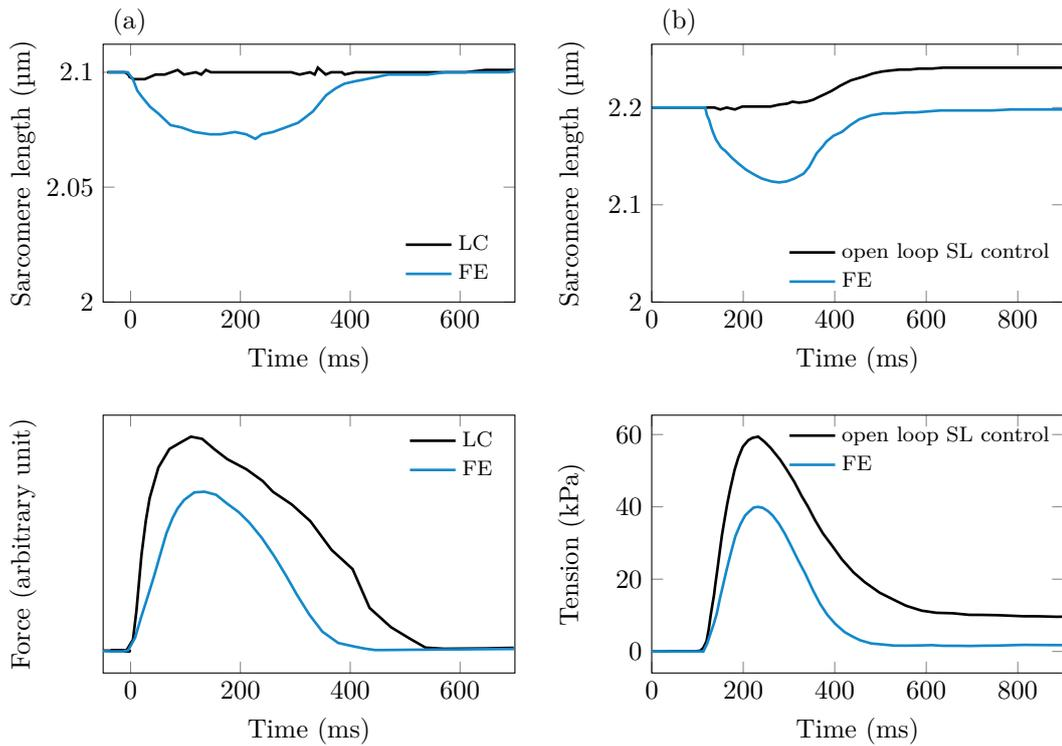 (a)
Sarcomere length (µm)
2.1
2.05
2
0 200 400 600
Time (ms)
LC
FE
(b)
Sarcomere length (µm)
2.2
2.1
2
0 200 400 600 800
Time (ms)
open loop SL control
FE
Force (arbitrary unit)
0 200 400 600
Time (ms)
LC
FE
Tension (kPa)
60
40
20
0
0 200 400 600 800
Time (ms)
open loop SL control
FE